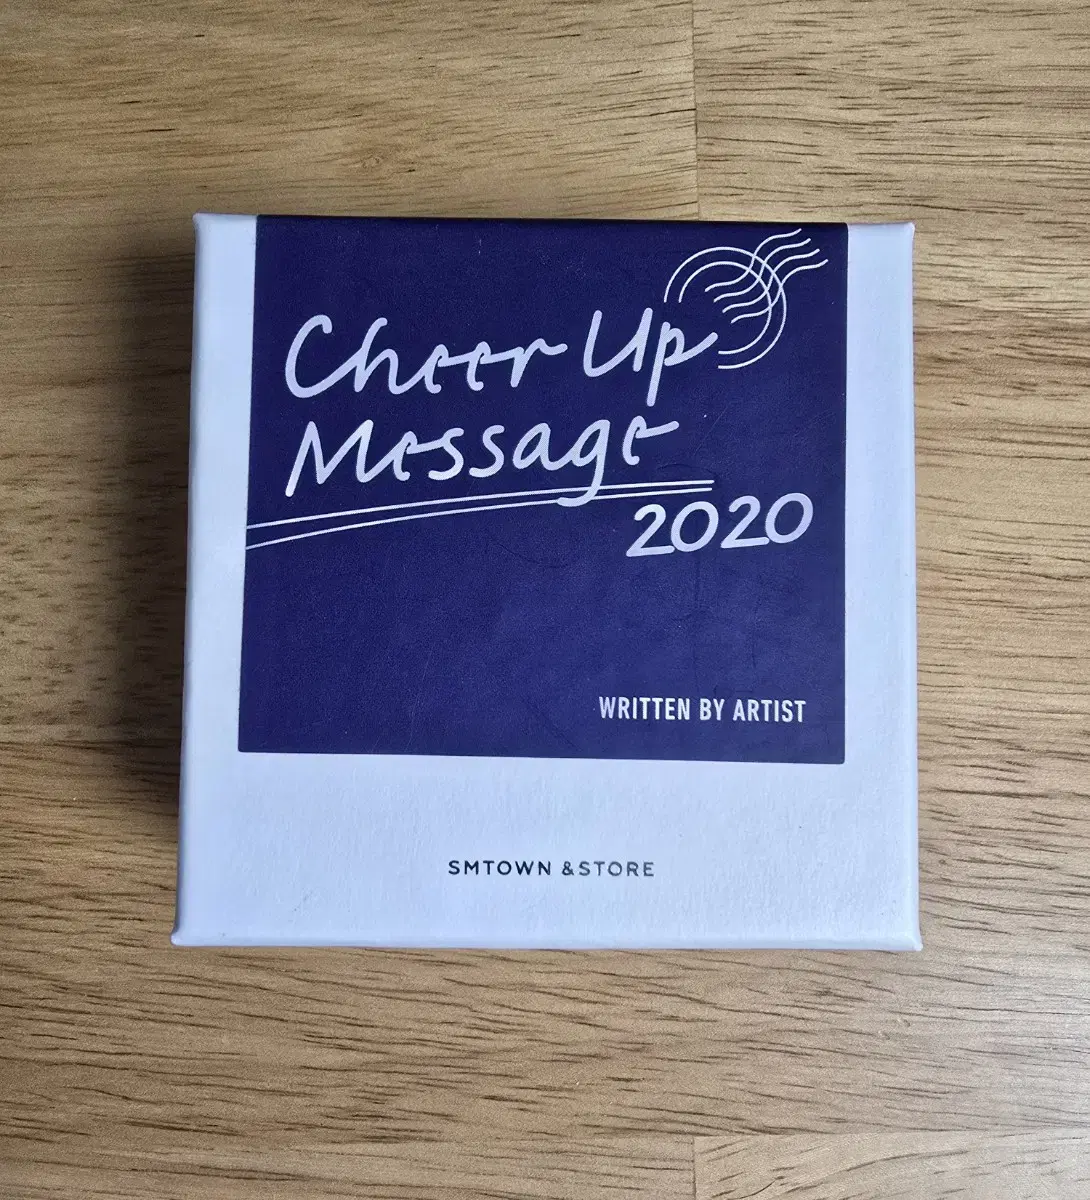 Cheer Up
Message
2020
WRITTEN BY ARTIST
SMTOWN &STORE